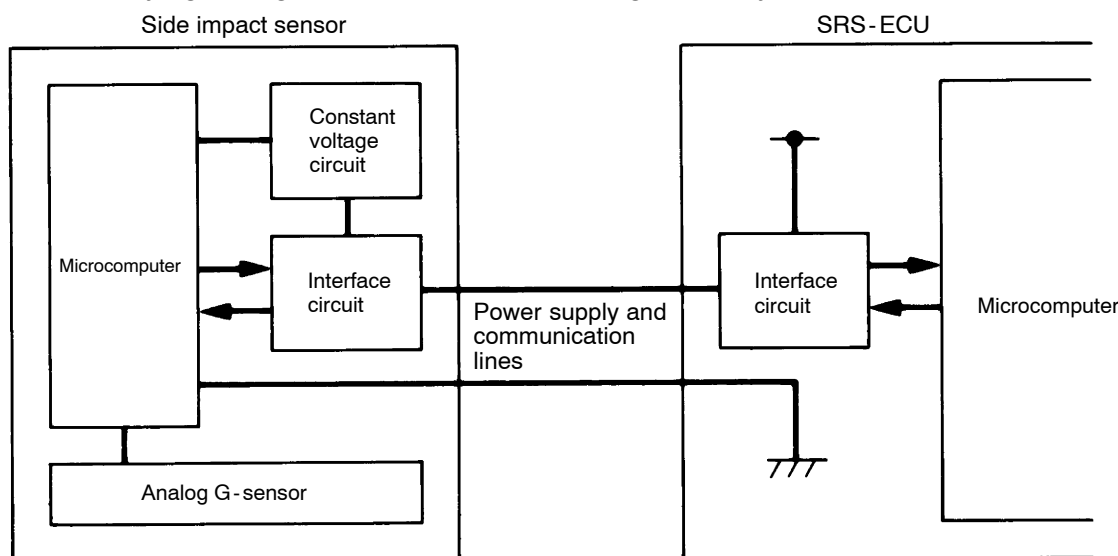 Side impact sensor
SRS-ECU
Constant
voltage
circuit
Microcomputer
Interface
circuit
Power supply and
communication
lines
Interface
circuit
Microcomputer
Analog G-sensor